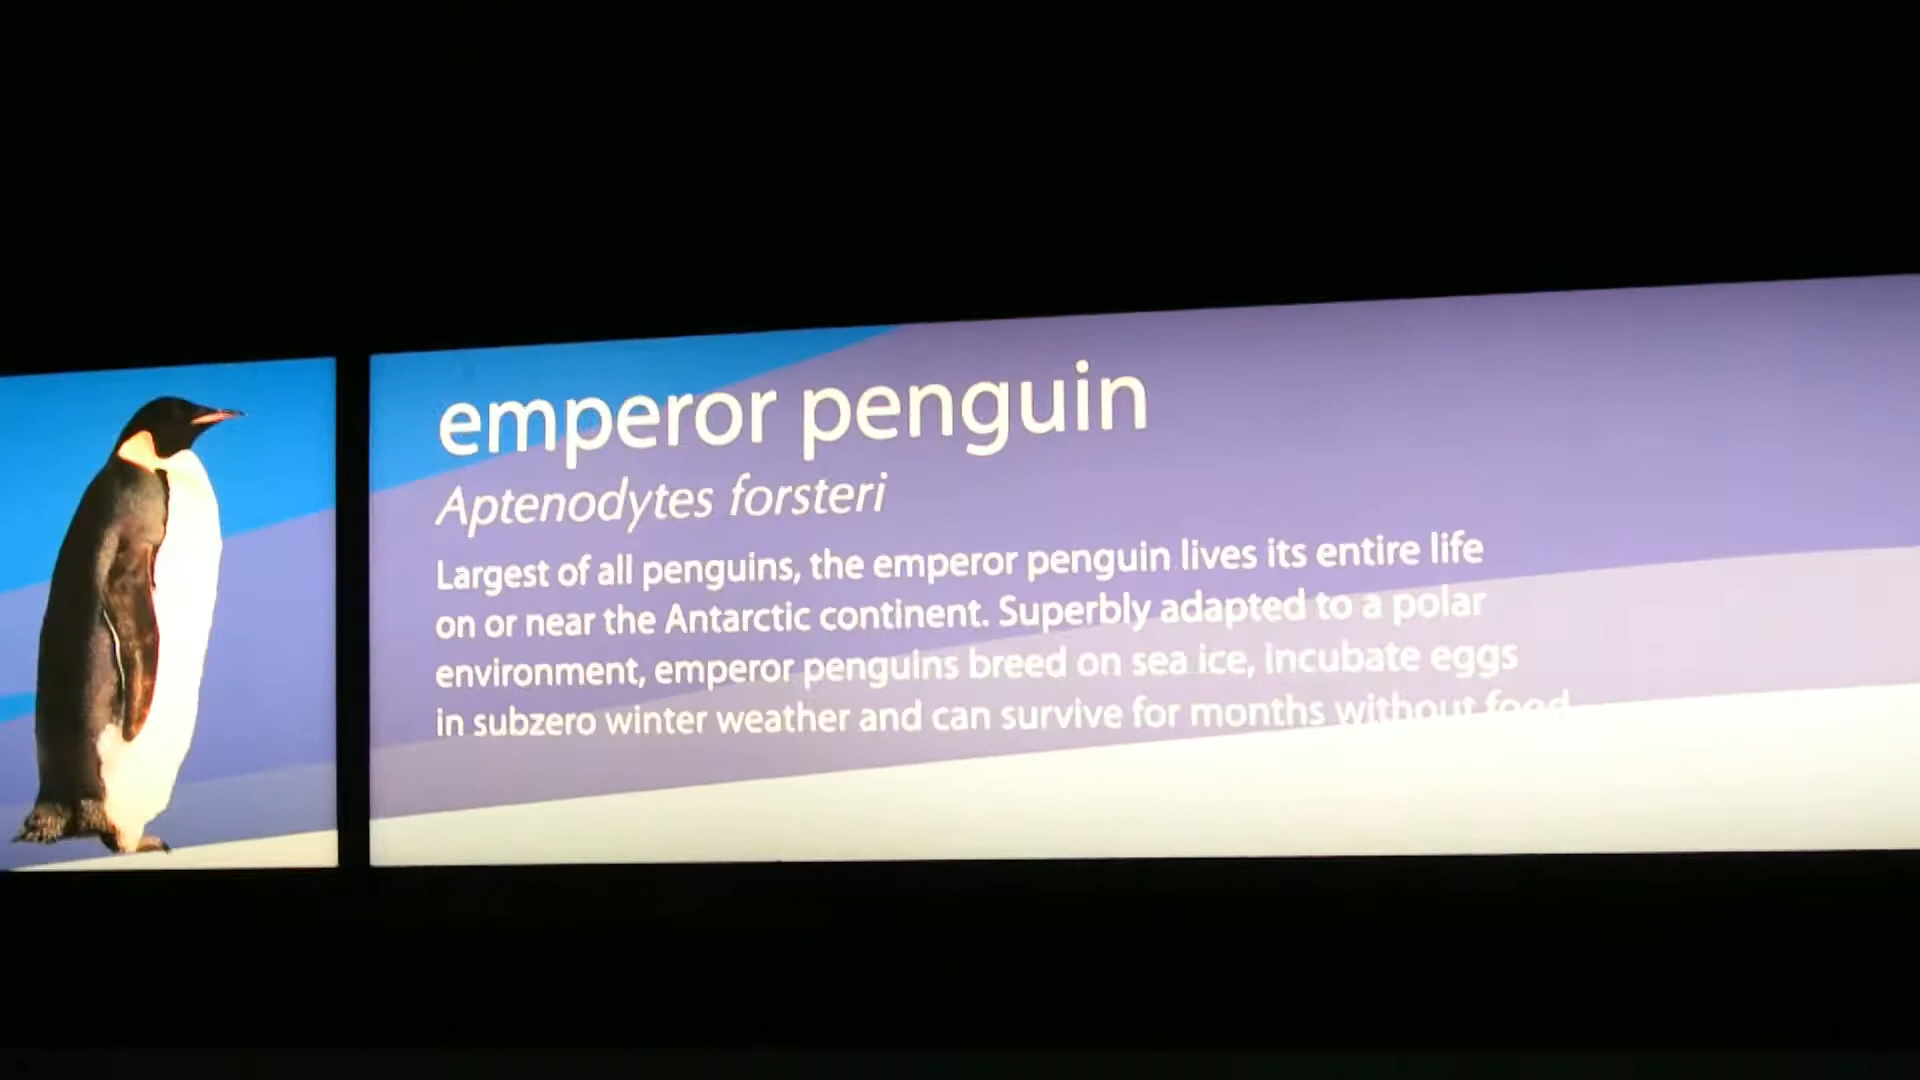 emperor penguin
Aptenodytes forsteri
Largest of all penguins, the emperor penguin lives its entire life
on or near the Antarctic continent. Superbly adapted to a polar
environment, emperor penguins breed on sea ice, incubate eggs
in subzero winter weather and can survive for months without food